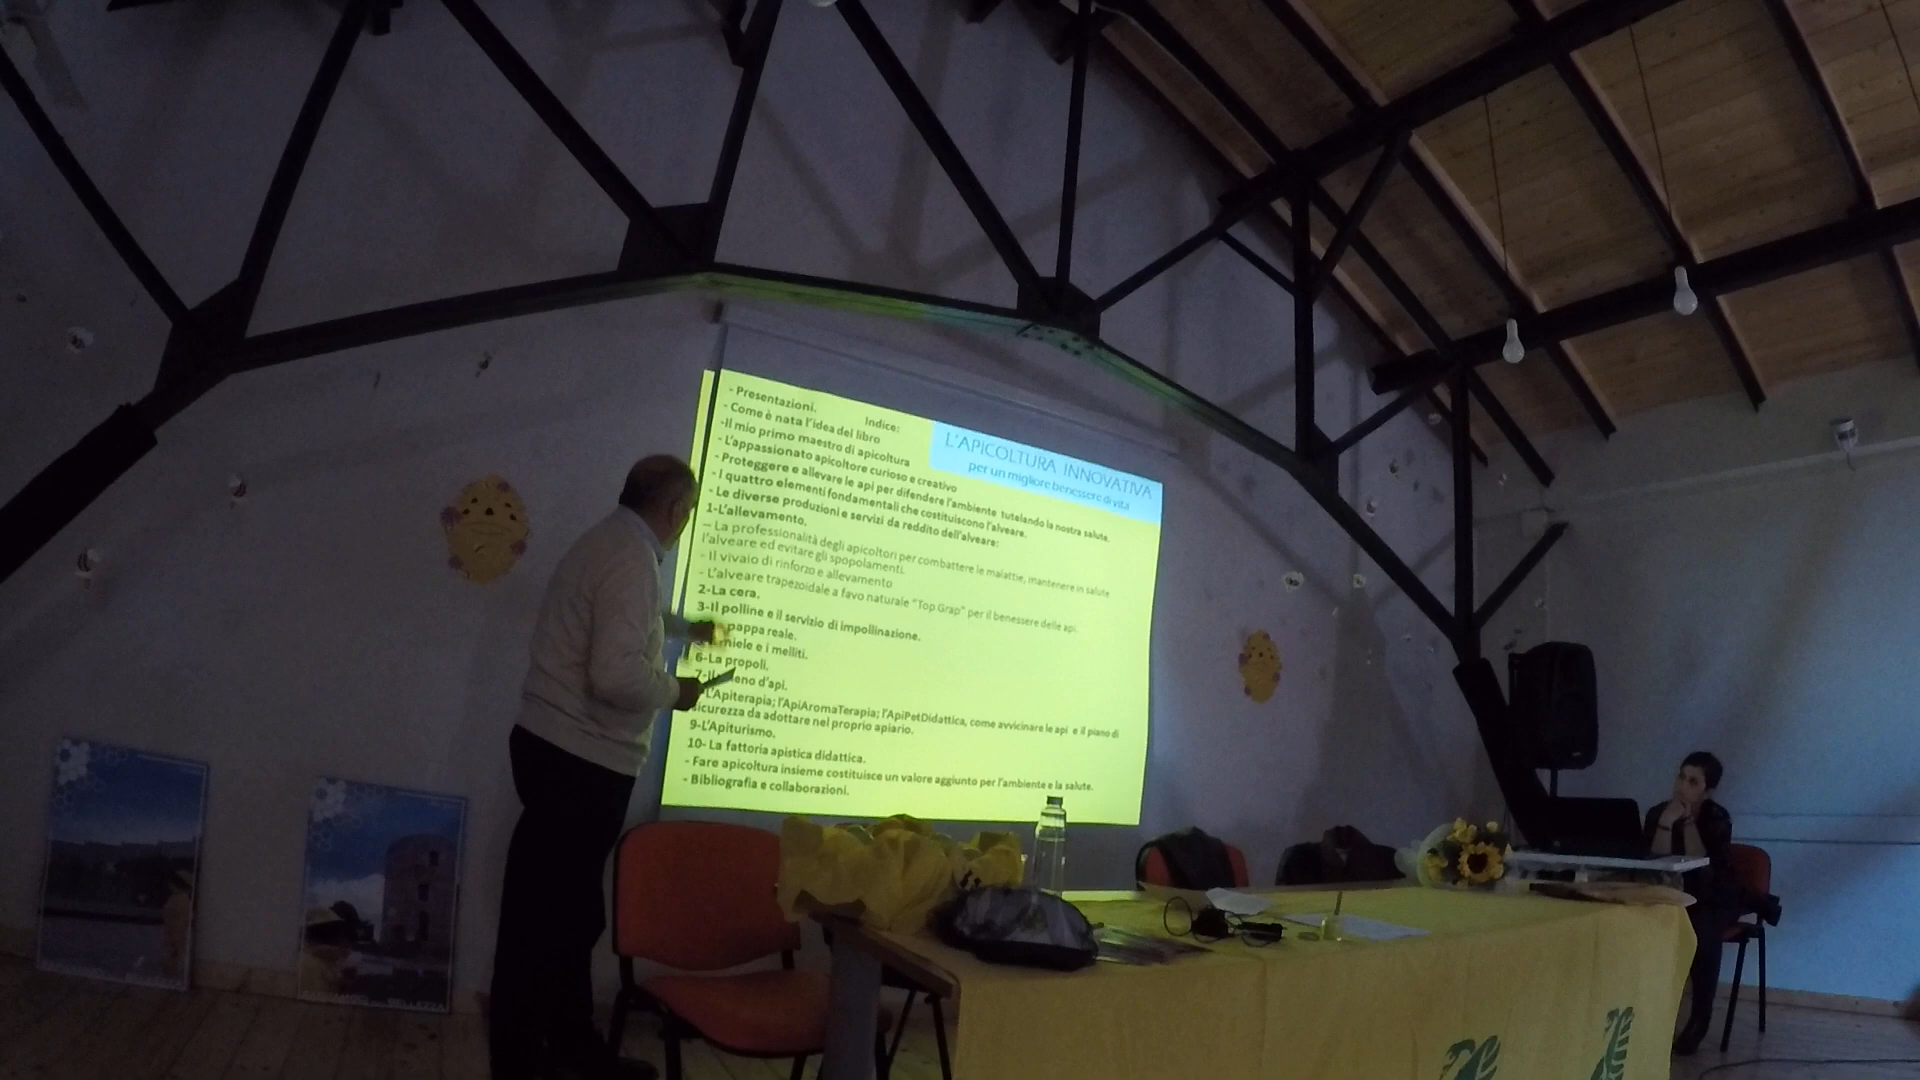 - Presentazioni.
Indice:
- Come è nata l'idea del libro
-Il mio primo maestro di apicoltura
- L'appassionato apicoltore curioso e creativo
- Proteggere e allevare le api per difendere l'ambiente tutelando la nostra salute.
- I quattro elementi fondamentali che costituiscono l'alveare.
- Le diverse produzioni e servizi da reddito dell'alveare:
1-L'allevamento.
– La professionalità degli apicoltori per combattere le malattie, mantenere in salute
l'alveare ed evitare gli spopolamenti.
- Il vivaio di rinforzo e allevamento
- L'alveare trapezoidale a favo naturale "Top Grap" per il benessere delle api.
2-La cera.
3-Il polline e il servizio di impollinazione.
pappa reale.
miele e i melliti.
6-La propoli.
d'api.
L'Apiterapia; l'ApiAromaTerapia; l'ApiPetDidattica, come avvicinare le api e il piano di
sicurezza da adottare nel proprio apiario.
9-L'Apiturismo.
10- La fattoria apistica didattica.
- Fare apicoltura insieme costituisce un valore aggiunto per l'ambiente e la salute.
- Bibliografia e collaborazioni.
L'APICOLTURA INNOVATIVA
per un migliore benessere di vita
BELLEZZA